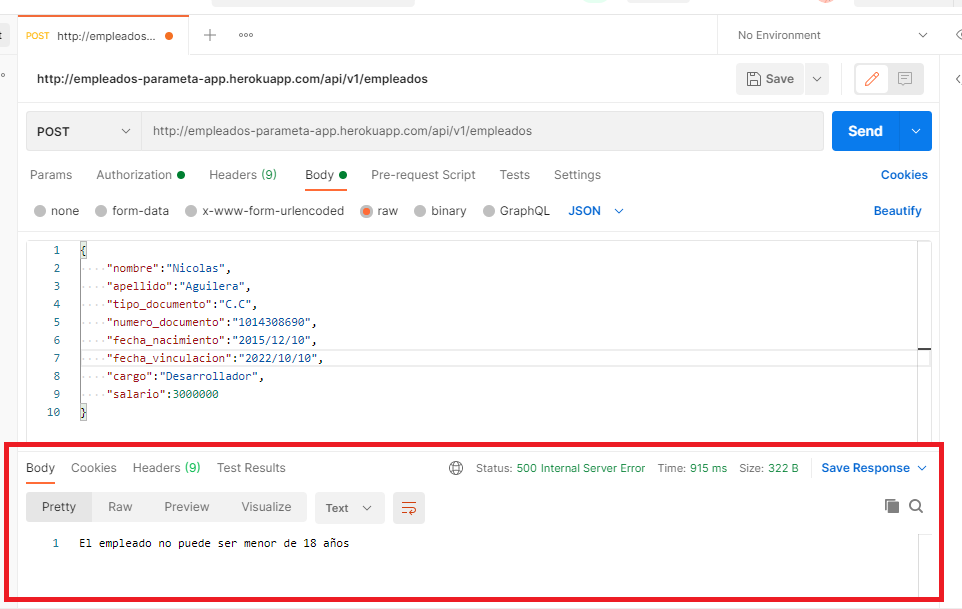 POST http://empleados... + ooo No Environment
http://empleados-parameta-app.herokuapp.com/api/v1/empleados Save
POST http://empleados-parameta-app.herokuapp.com/api/v1/empleados Send
Params Authorization Headers (9) Body Pre-request Script Tests Settings Cookies
none form-data x-www-form-urlencoded raw binary GraphQL JSON Beautify
1 {
2 ····"nombre":"Nicolas",
3 ····"apellido":"Aguilera",
4 ····"tipo_documento":"C.C",
5 ····"numero_documento":"1014308690",
6 ····"fecha_nacimiento":"2015/12/10",
7 ····"fecha_vinculacion":"2022/10/10",
8 ····"cargo":"Desarrollador",
9 ····"salario":3000000
10 }
Body Cookies Headers (9) Test Results Status: 500 Internal Server Error Time: 915 ms Size: 322 B Save Response
Pretty Raw Preview Visualize Text
1 El empleado no puede ser menor de 18 años